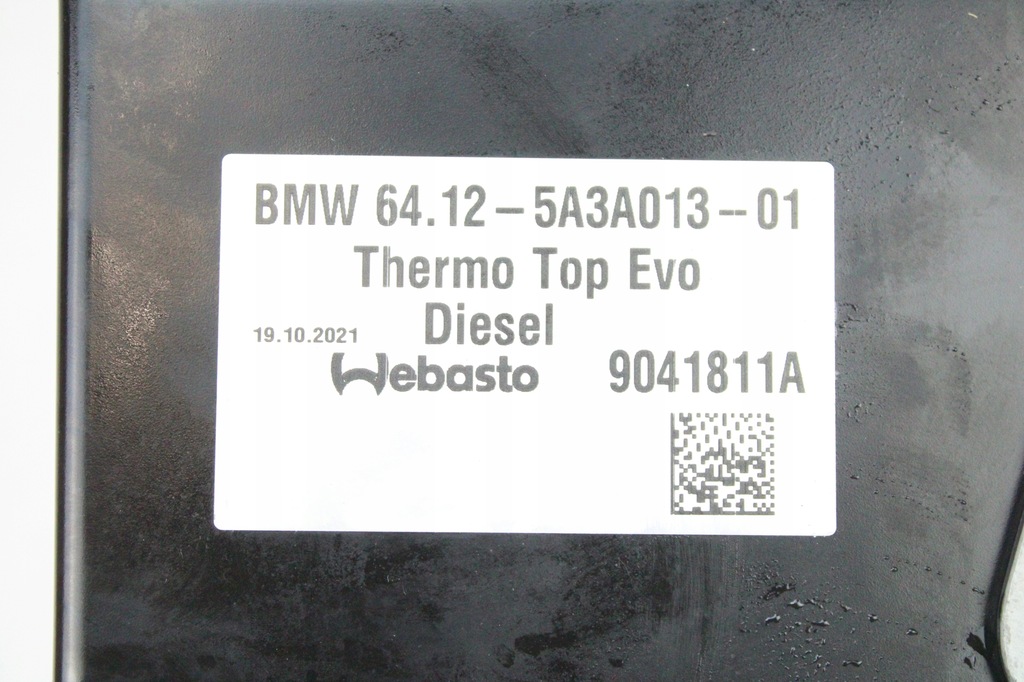 BMW 64.12-5A3A013--01
Thermo Top Evo
Diesel
19.10.2021
Webasto 9041811A